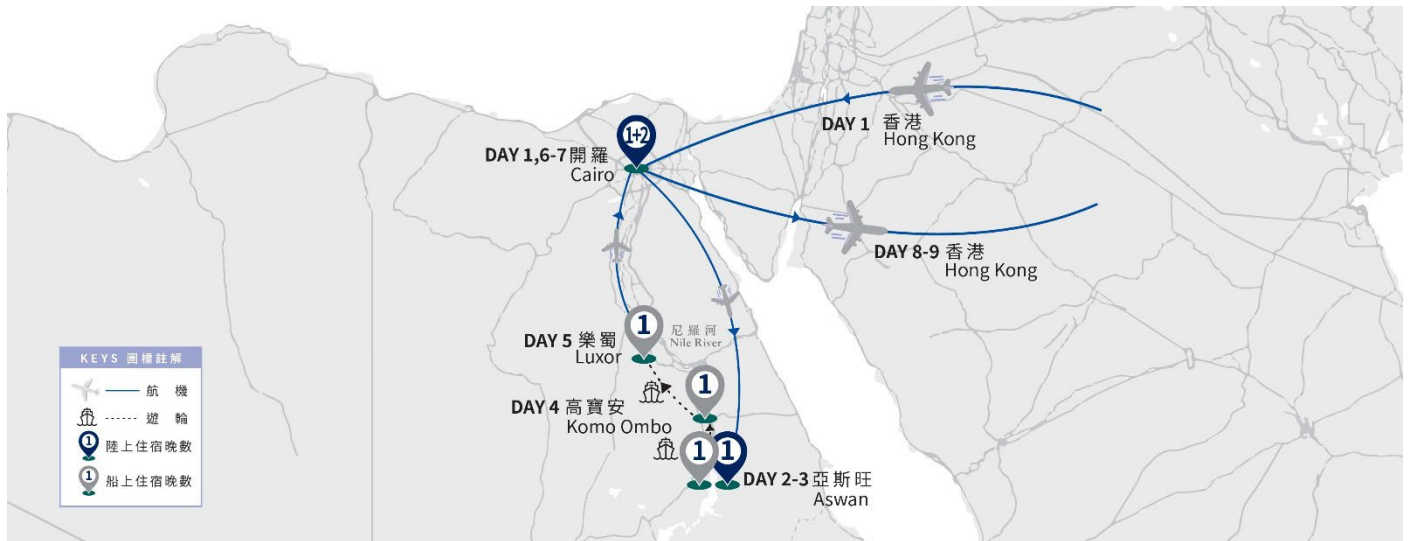 DAY 1 香港
Hong Kong
1+2
DAY 1,6-7 開羅
Cairo
DAY 8-9 香港
Hong Kong
1
尼羅河
Nile River
DAY 5 樂蜀
Luxor
1
DAY 4 高寶安
Komo Ombo
1
1
DAY 2-3 亞斯旺
Aswan
KEYS 圖標註解
航機
遊輪
1 陸上住宿晚數
1 船上住宿晚數